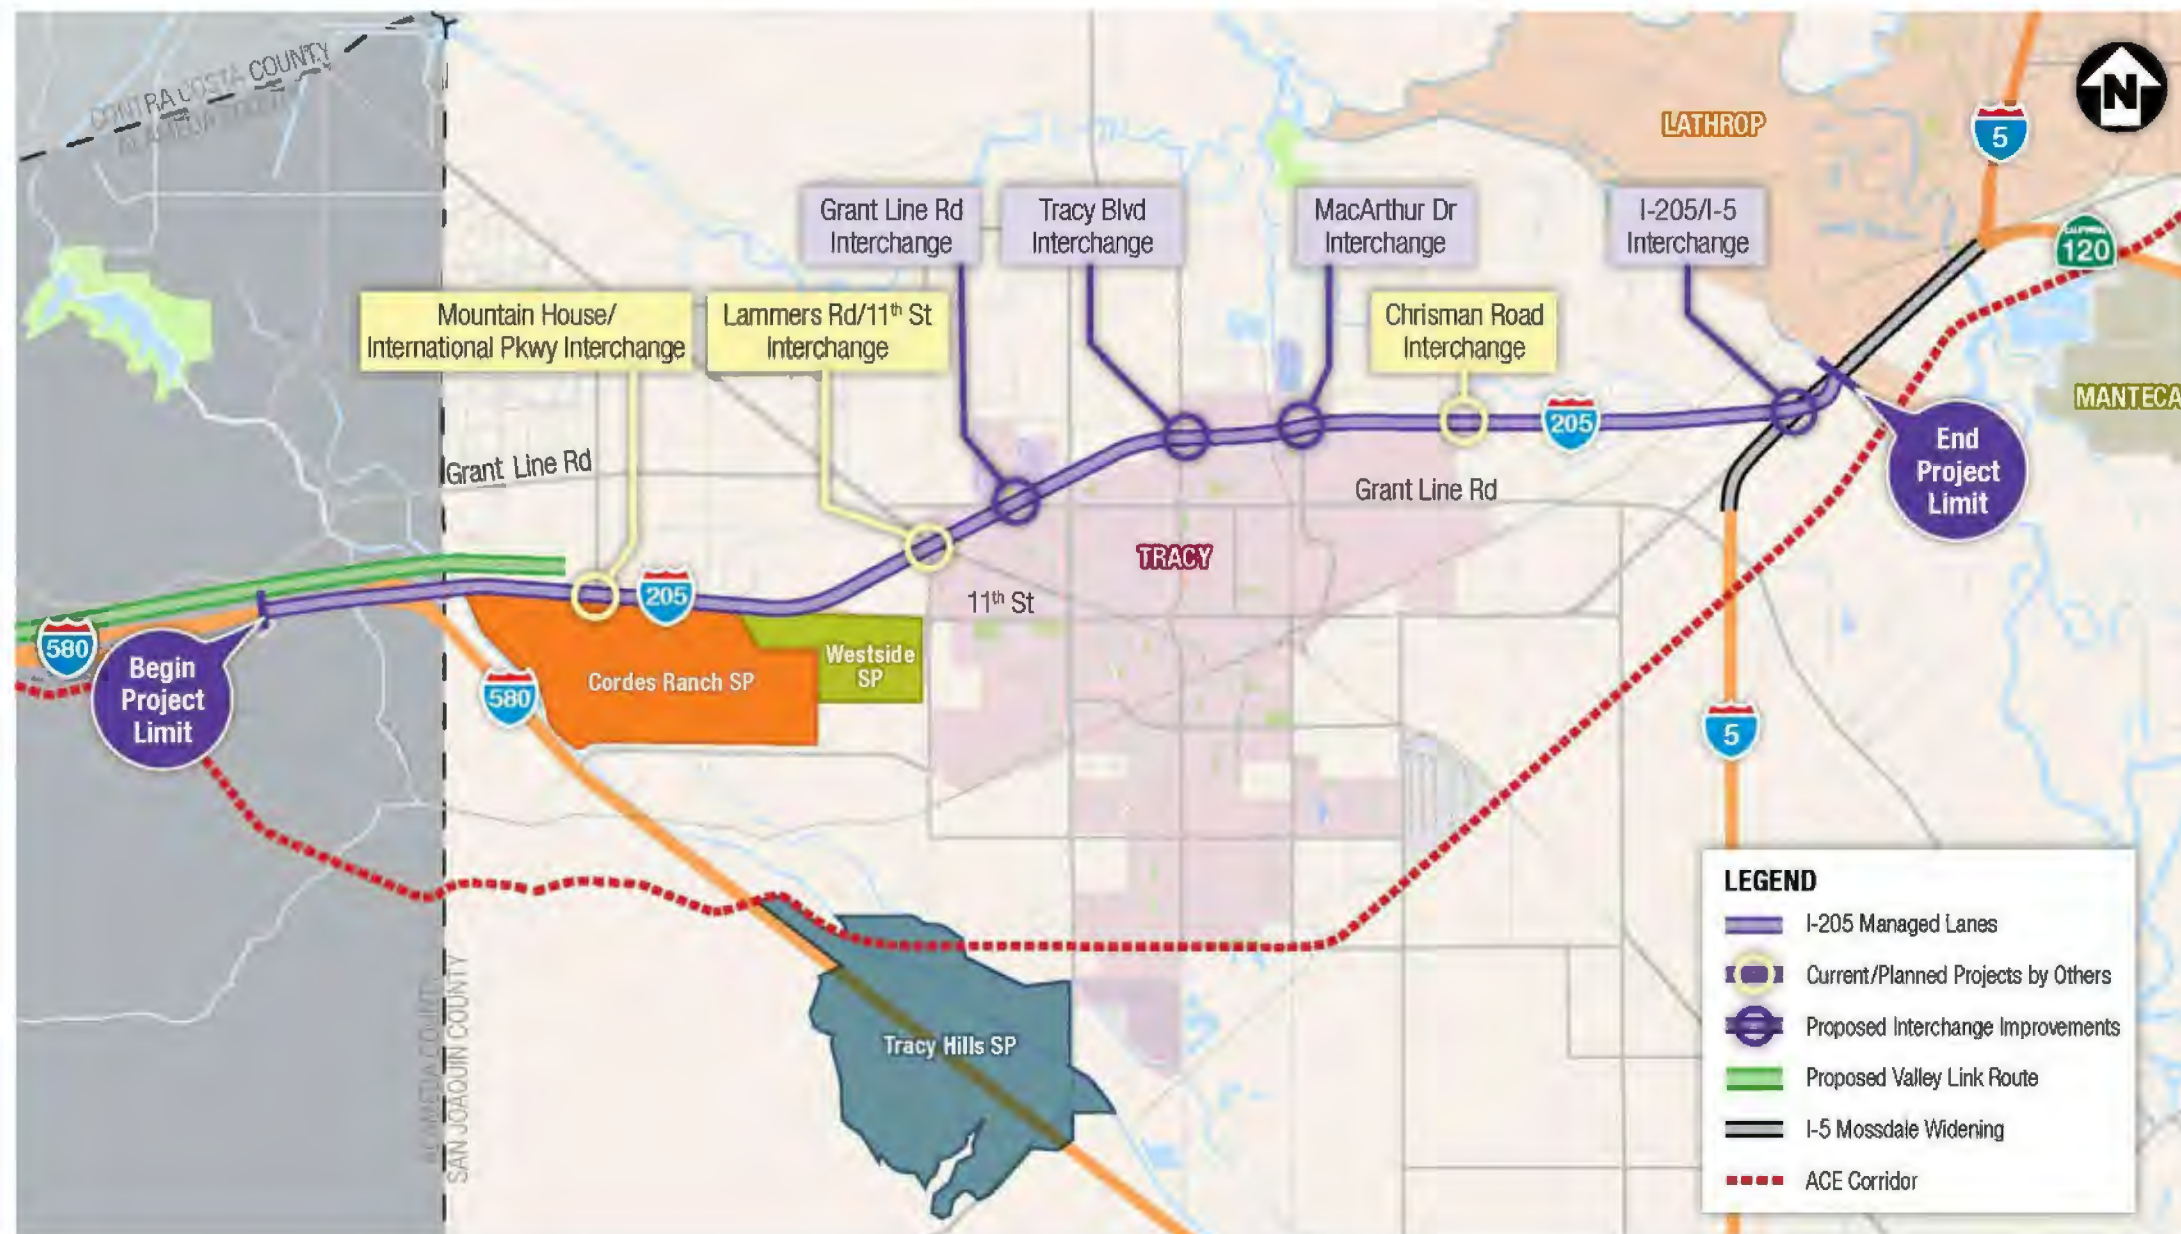 CONTRA COSTA COUNTY
ALAMEDA COUNTY
LATHROP
5
N
CALIFORNIA
120
Grant Line Rd
Interchange
Tracy Blvd
Interchange
MacArthur Dr
Interchange
I-205/I-5
Interchange
Mountain House/
International Pkwy Interchange
Lammers Rd/11th St
Interchange
Chrisman Road
Interchange
MANTECA
205
Grant Line Rd
End
Project
Limit
Grant Line Rd
TRACY
205
11th St
580
Begin
Project
Limit
Westside
SP
Cordes Ranch SP
580
5
Tracy Hills SP
ALAMEDA COUNTY
SAN JOAQUIN COUNTY
LEGEND
I-205 Managed Lanes
Current/Planned Projects by Others
Proposed Interchange Improvements
Proposed Valley Link Route
I-5 Mossdale Widening
ACE Corridor